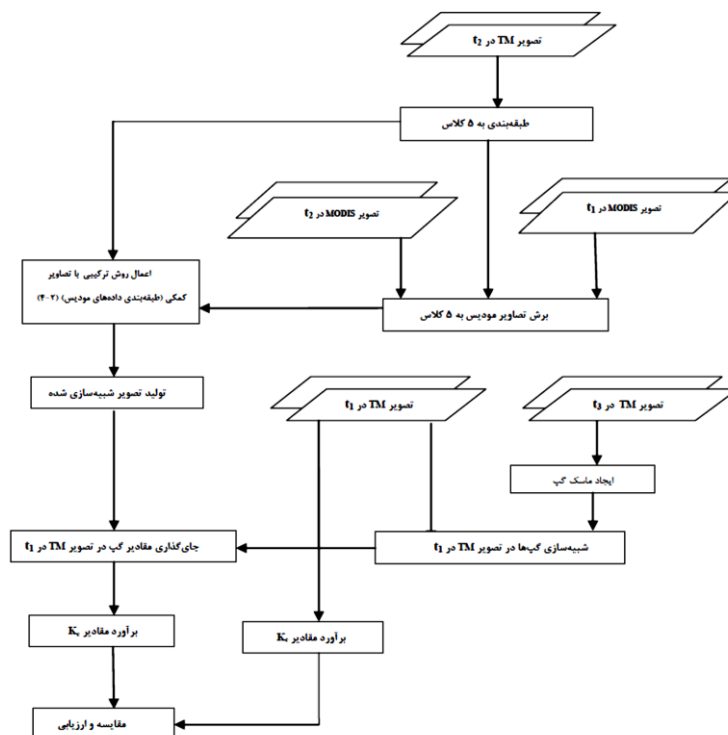 تصویر TM در t₂
طبقه‌بندی به ۵ کلاس
تصویر MODIS در t₂
تصویر MODIS در t₁
اعمال روش ترکیبی با تصاویر
کمکی (طبقه‌بندی داده‌های مودیس) (۲-۴)
برش تصاویر مودیس به ۵ کلاس
تولید تصویر شبیه‌سازی شده
تصویر TM در t₁
تصویر TM در t₃
ایجاد ماسک گپ
جای‌گذاری مقادیر گپ در تصویر TM در t₁
شبیه‌سازی گپ‌ها در تصویر TM در t₁
برآورد مقادیر Kₑ
برآورد مقادیر Kₑ
مقایسه و ارزیابی